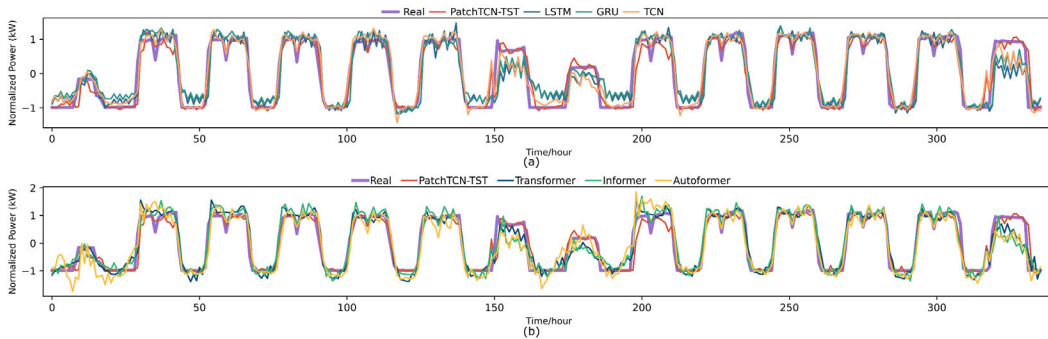 Real PatchTCN-TST LSTM GRU TCN
Normalized Power (kW)
1
0
−1
0 50 100 150 200 250 300
Time/hour
(a)
Real PatchTCN-TST Transformer Informer Autoformer
Normalized Power (kW)
2
1
0
−1
0 50 100 150 200 250 300
Time/hour
(b)